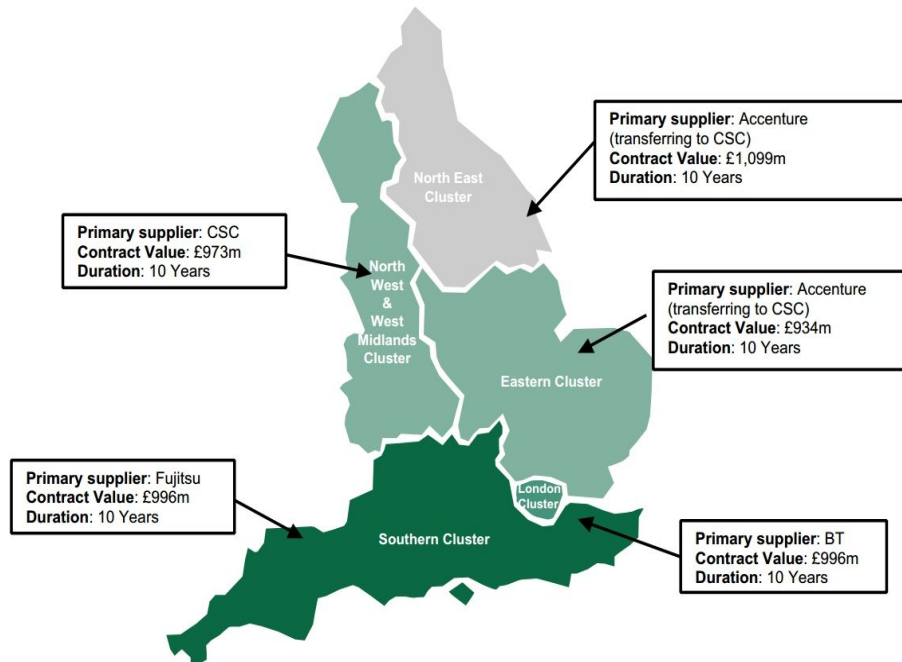 Primary supplier: Accenture
(transferring to CSC)
Contract Value: £1,099m
Duration: 10 Years
North East
Cluster
Primary supplier: CSC
Contract Value: £973m
Duration: 10 Years
North
West
&
West
Midlands
Cluster
Primary supplier: Accenture
(transferring to CSC)
Contract Value: £934m
Duration: 10 Years
Eastern Cluster
Primary supplier: Fujitsu
Contract Value: £996m
Duration: 10 Years
London
Cluster
Southern Cluster
Primary supplier: BT
Contract Value: £996m
Duration: 10 Years